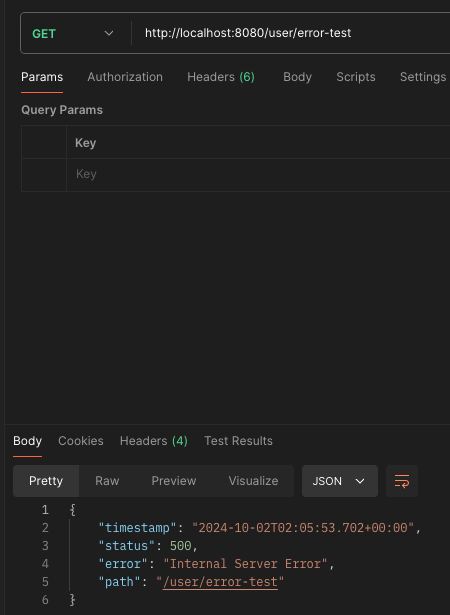 GET http://localhost:8080/user/error-test
Params Authorization Headers (6) Body Scripts Settings
Query Params
Key
Key
Body Cookies Headers (4) Test Results
Pretty Raw Preview Visualize JSON
1 {
2 "timestamp": "2024-10-02T02:05:53.702+00:00",
3 "status": 500,
4 "error": "Internal Server Error",
5 "path": "/user/error-test"
6 }